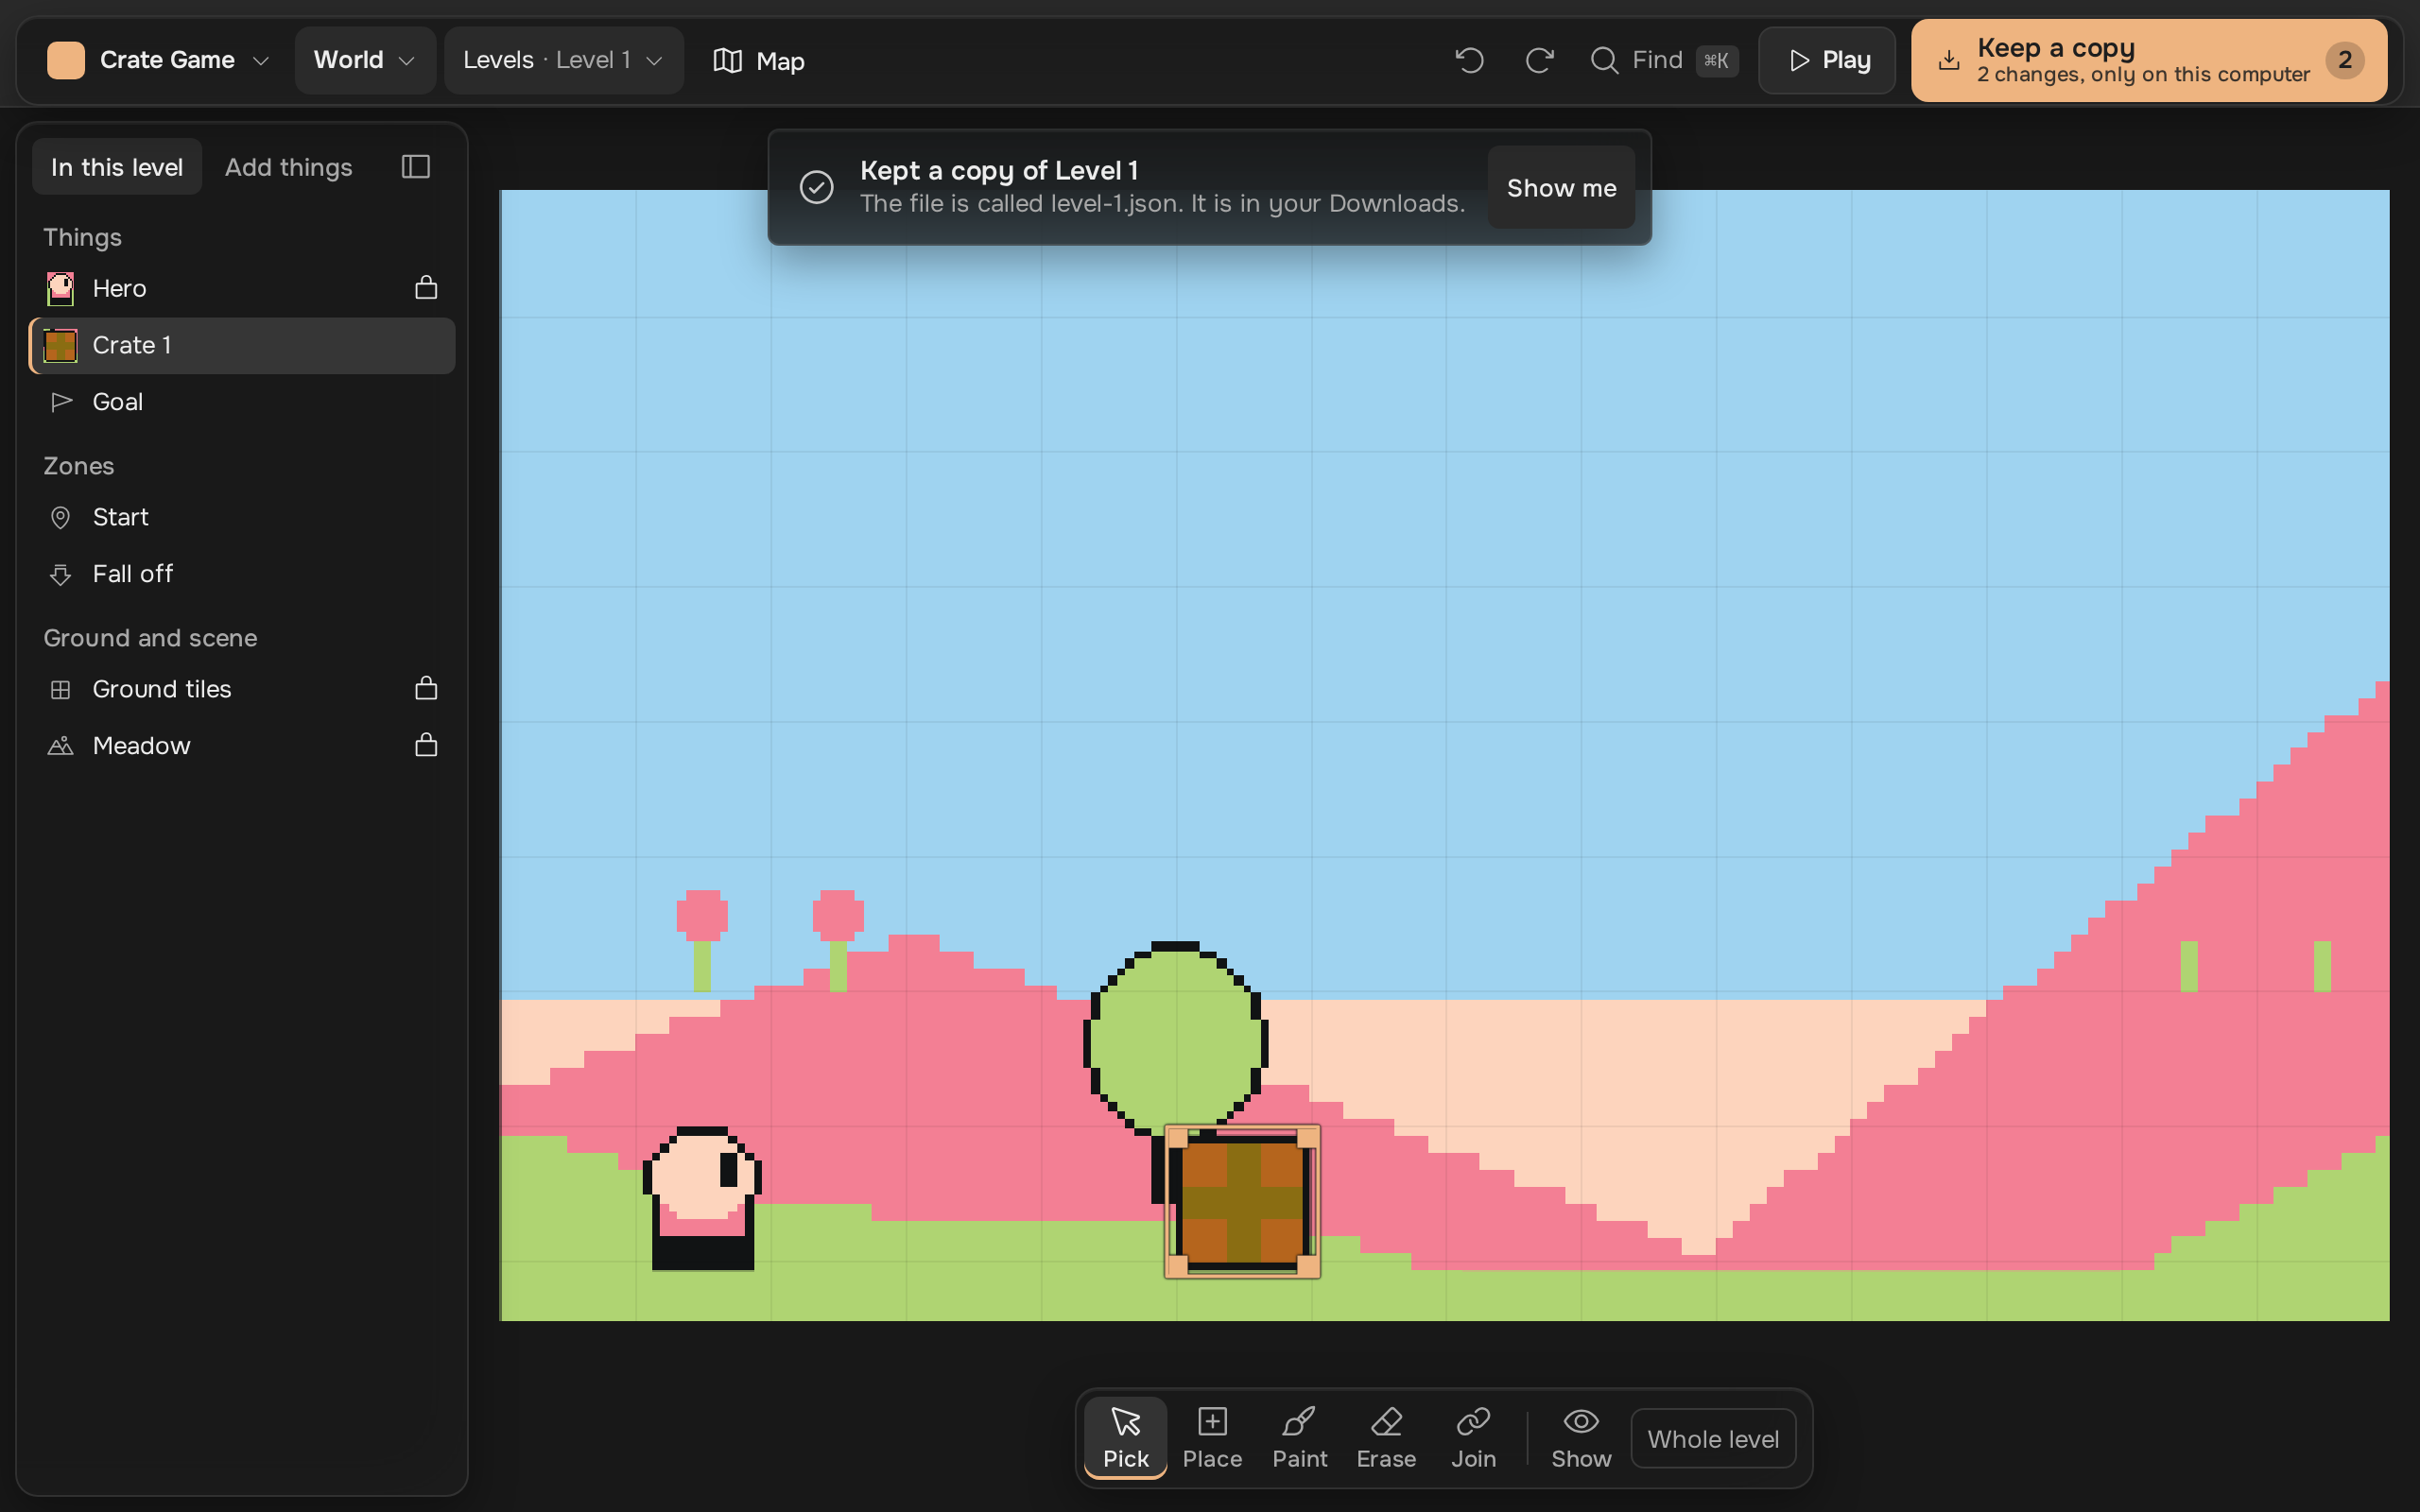 Crate Game
World
Levels · Level 1
Map
Find ⌘K
Play
Keep a copy
2 changes, only on this computer
2
In this level
Add things
Kept a copy of Level 1
The file is called level-1.json. It is in your Downloads.
Show me
Things
Hero
Crate 1
Goal
Zones
Start
Fall off
Ground and scene
Ground tiles
Meadow
Pick
Place
Paint
Erase
Join
Show
Whole level